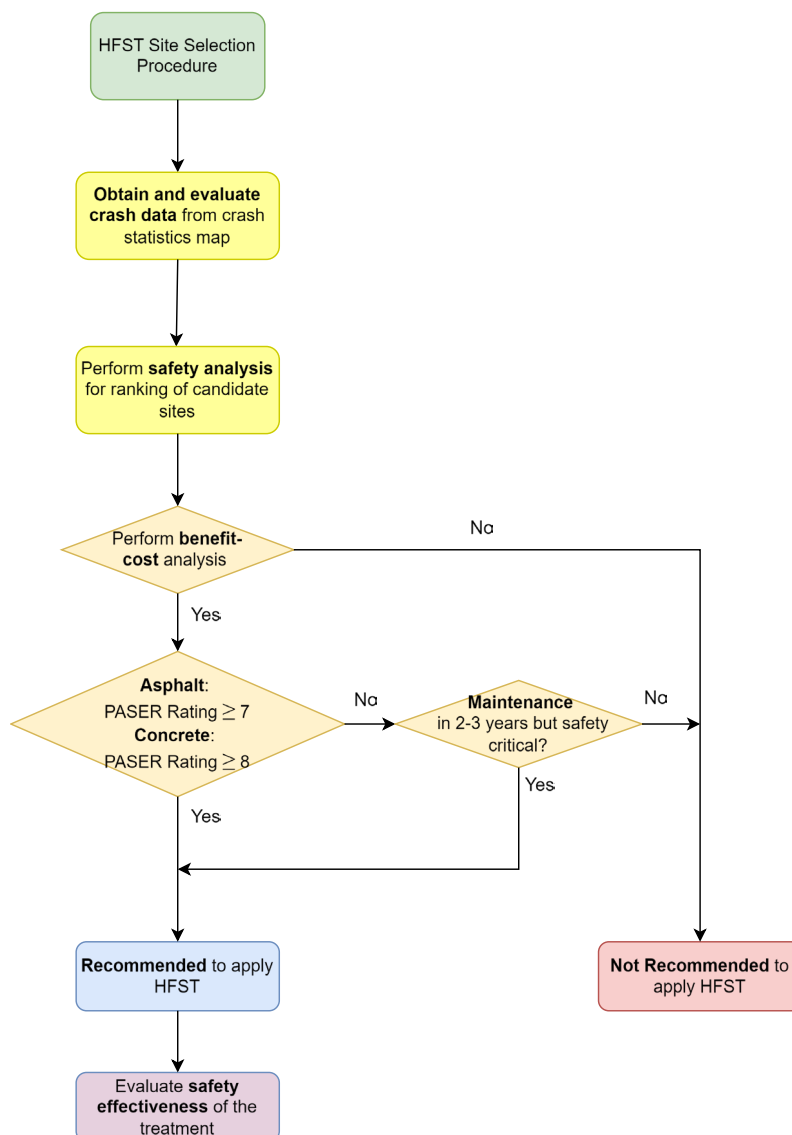 HFST Site Selection
Procedure
Obtain and evaluate
crash data from crash
statistics map
Perform safety analysis
for ranking of candidate
sites
Perform benefit-
cost analysis
No
Yes
Asphalt:
PASER Rating ≥ 7
Concrete:
PASER Rating ≥ 8
No
Maintenance
in 2-3 years but safety
critical?
No
Yes
Yes
Recommended to apply
HFST
Not Recommended to
apply HFST
Evaluate safety
effectiveness of the
treatment